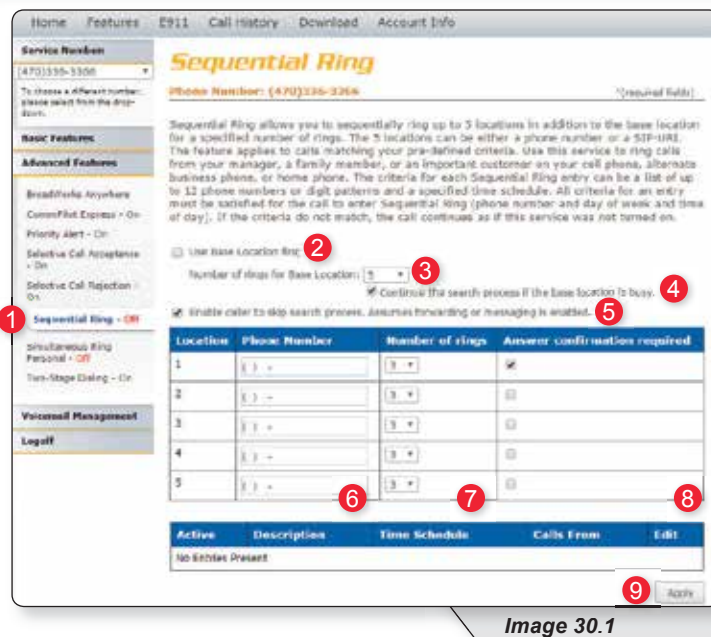 Home Features E911 Call History Download Account Info
Service Number
(470)336-3366
To choose a different number, please select from the drop-down.
Basic Features
Advanced Features
BroadWorks Anywhere
CommPilot Express - On
Priority Alert - On
Selective Call Acceptance - On
Selective Call Rejection - On
1
Sequential Ring - Off
Simultaneous Ring Personal - Off
Two-Stage Dialing - On
Voicemail Management
Logoff
Sequential Ring
Phone Number: (470)336-3366
*(required fields)
Sequential Ring allows you to sequentially ring up to 5 locations in addition to the base location
for a specified number of rings. The 5 locations can be either a phone number or a SIP-URI.
The feature applies to calls matching your pre-defined criteria. Use this service to ring calls
from your manager, a family member, or an important customer on your cell phone, alternate
business phone, or home phone. The criteria for each Sequential Ring entry can be a list of up
to 12 phone numbers or digit patterns and a specified time schedule. All criteria for an entry
must be satisfied for the call to enter Sequential Ring (phone number and day of week and time
of day). If the criteria do not match, the call continues as if this service was not turned on.
Use Base Location first 2
Number of rings for Base Location: 5 3
Continue the search process if the base location is busy. 4
Enable caller to skip search process. Assumes forwarding or messaging is enabled. 5
Location Phone Number Number of rings Answer confirmation required
1 ( ) - 3
2 ( ) - 3
3 ( ) - 3
4 ( ) - 3
5 ( ) - 6 3 7 8
Active Description Time Schedule Calls From Edit
No Entries Present
9 Apply
Image 30.1